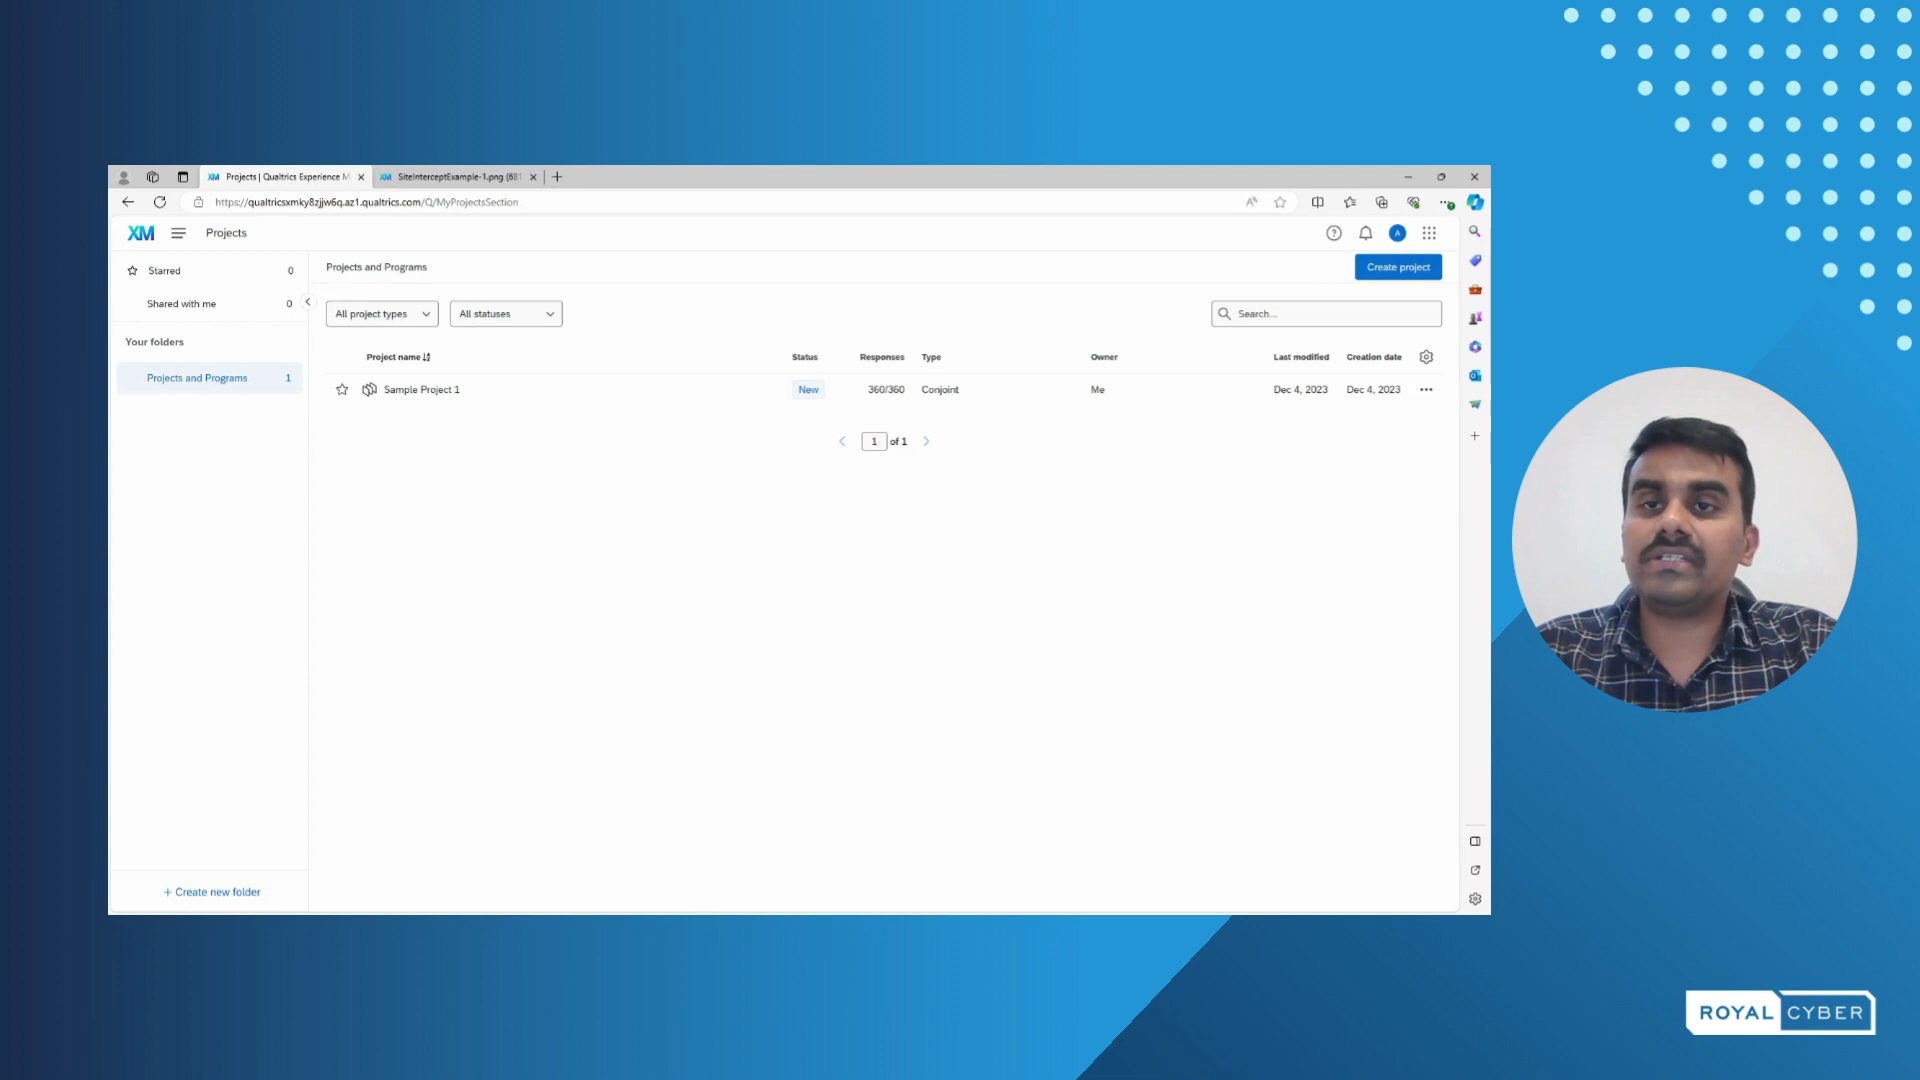 Projects | Qualtrics Experience M
SiteInterceptExample-1.png (681
https://qualtricsxmky8zjjw6q.az1.qualtrics.com/Q/MyProjectsSection
XM Projects
A
Starred 0
Shared with me 0
Your folders
Projects and Programs 1
+ Create new folder
Projects and Programs
Create project
All project types
All statuses
Search...
Project name Status Responses Type Owner Last modified Creation date
Sample Project 1 New 360/360 Conjoint Me Dec 4, 2023 Dec 4, 2023
1 of 1
ROYAL CYBER